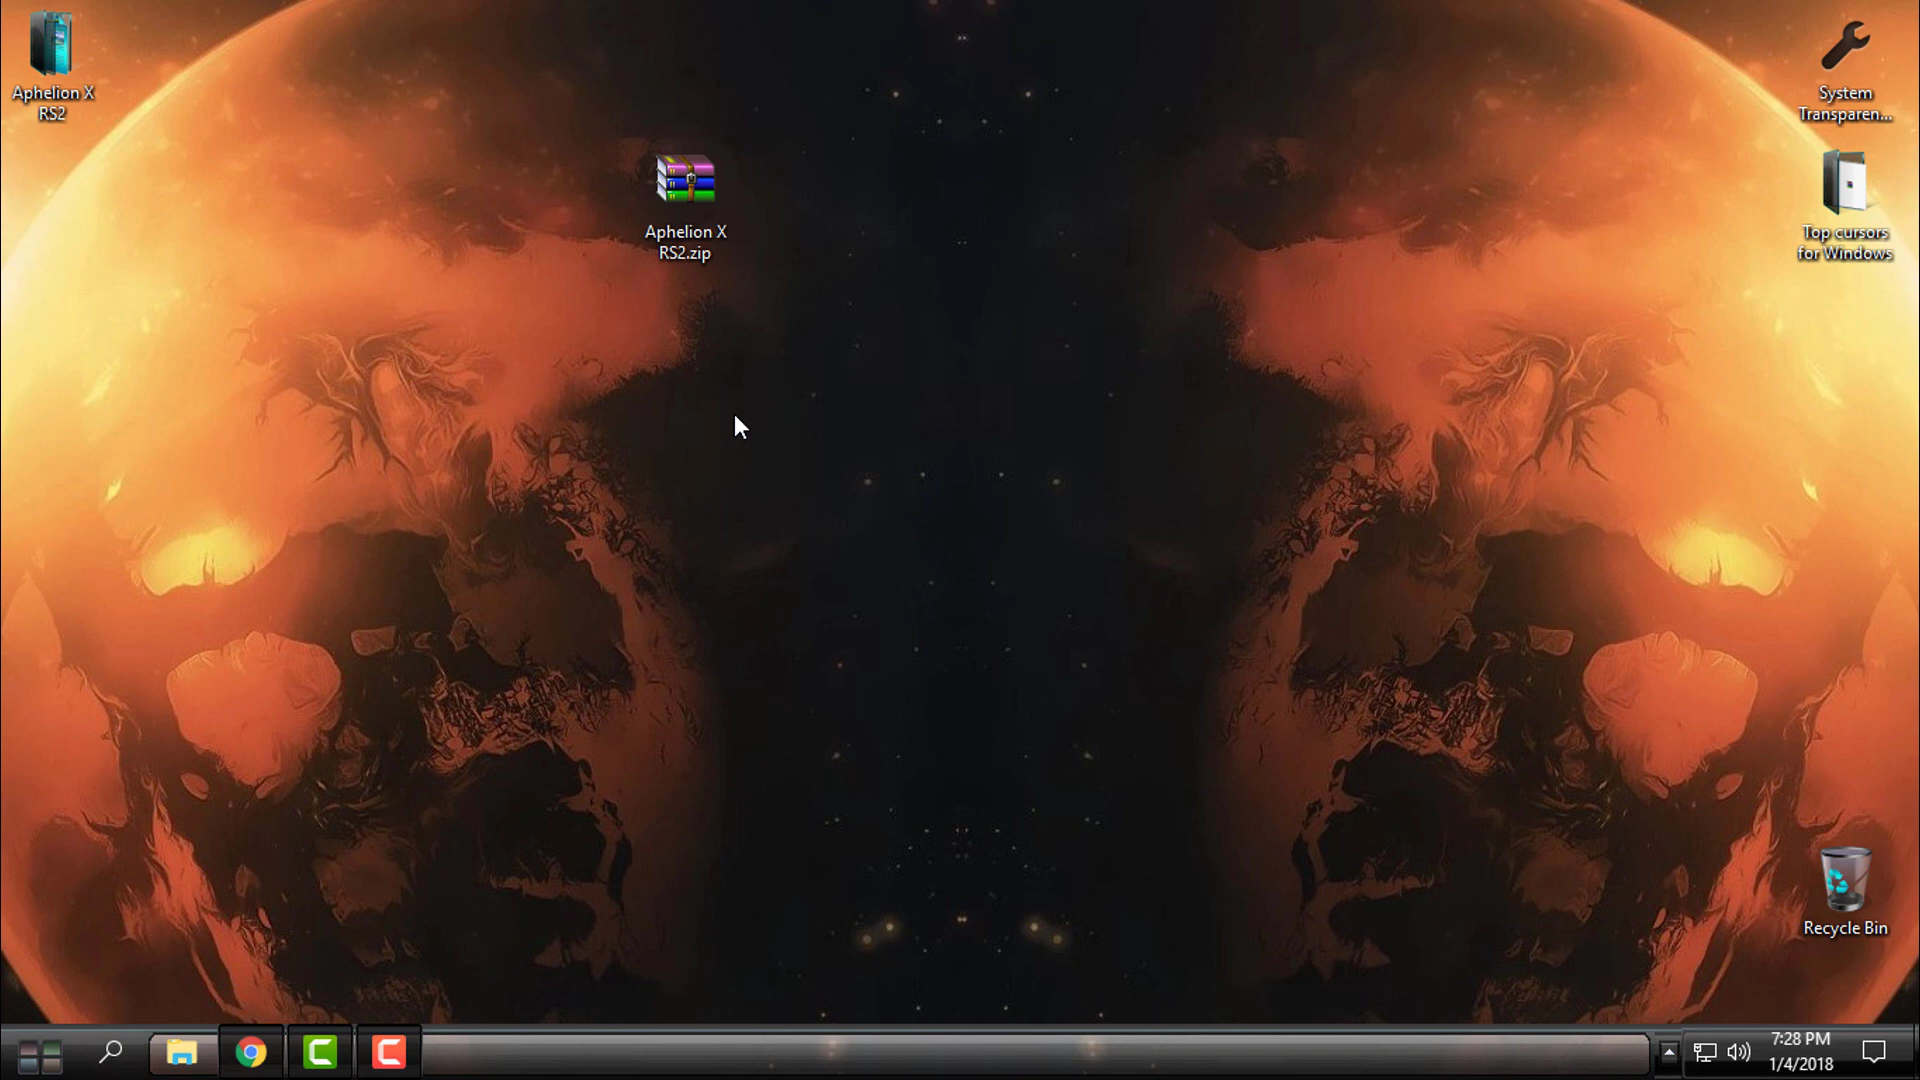 Aphelion X
RS2
Aphelion X
RS2.zip
System
Transparen...
Top cursors
for Windows
Recycle Bin
7:28 PM
1/4/2018